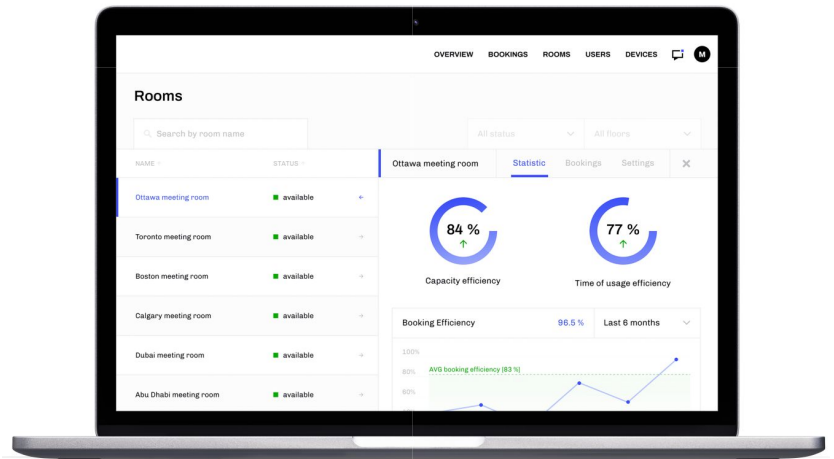 OVERVIEW BOOKINGS ROOMS USERS DEVICES M
Rooms
Search by room name
All status
All floors
NAME
STATUS
Ottawa meeting room
available
Toronto meeting room
available
Boston meeting room
available
Calgary meeting room
available
Dubai meeting room
available
Abu Dhabi meeting room
available
Ottawa meeting room
Statistic Bookings Settings
84 %
Capacity efficiency
77 %
Time of usage efficiency
Booking Efficiency
96.5 %
Last 6 months
100%
80%
AVG booking efficiency (83 %)
60%